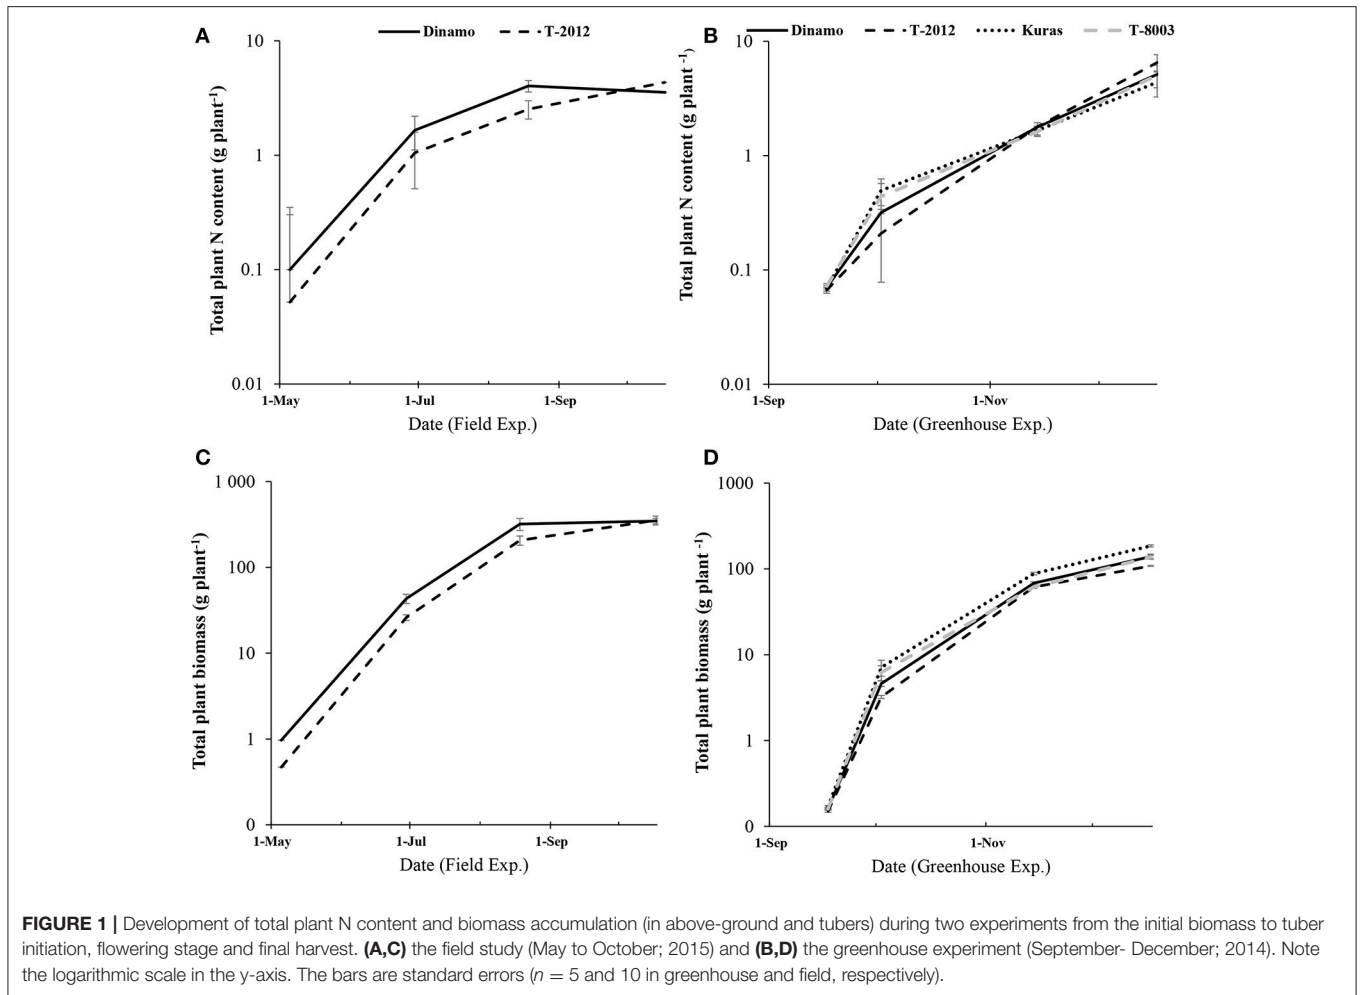 A
Dinamo T-2012
10
1
0.1
0.01
Total plant N content (g plant-1)
1-May 1-Jul 1-Sep
Date (Field Exp.)
B
Dinamo T-2012 Kuras T-8003
10
1
0.1
0.01
Total plant N content (g plant -1)
1-Sep 1-Nov
Date (Greenhouse Exp.)
C
1 000
100
10
1
0
Total plant biomass (g plant-1)
1-May 1-Jul 1-Sep
Date (Field Exp.)
D
1000
100
10
1
0
Total plant biomass (g plant -1)
1-Sep 1-Nov
Date (Greenhouse Exp.)
FIGURE 1 | Development of total plant N content and biomass accumulation (in above-ground and tubers) during two experiments from the initial biomass to tuber
initiation, flowering stage and final harvest. (A,C) the field study (May to October; 2015) and (B,D) the greenhouse experiment (September- December; 2014). Note
the logarithmic scale in the y-axis. The bars are standard errors (n = 5 and 10 in greenhouse and field, respectively).